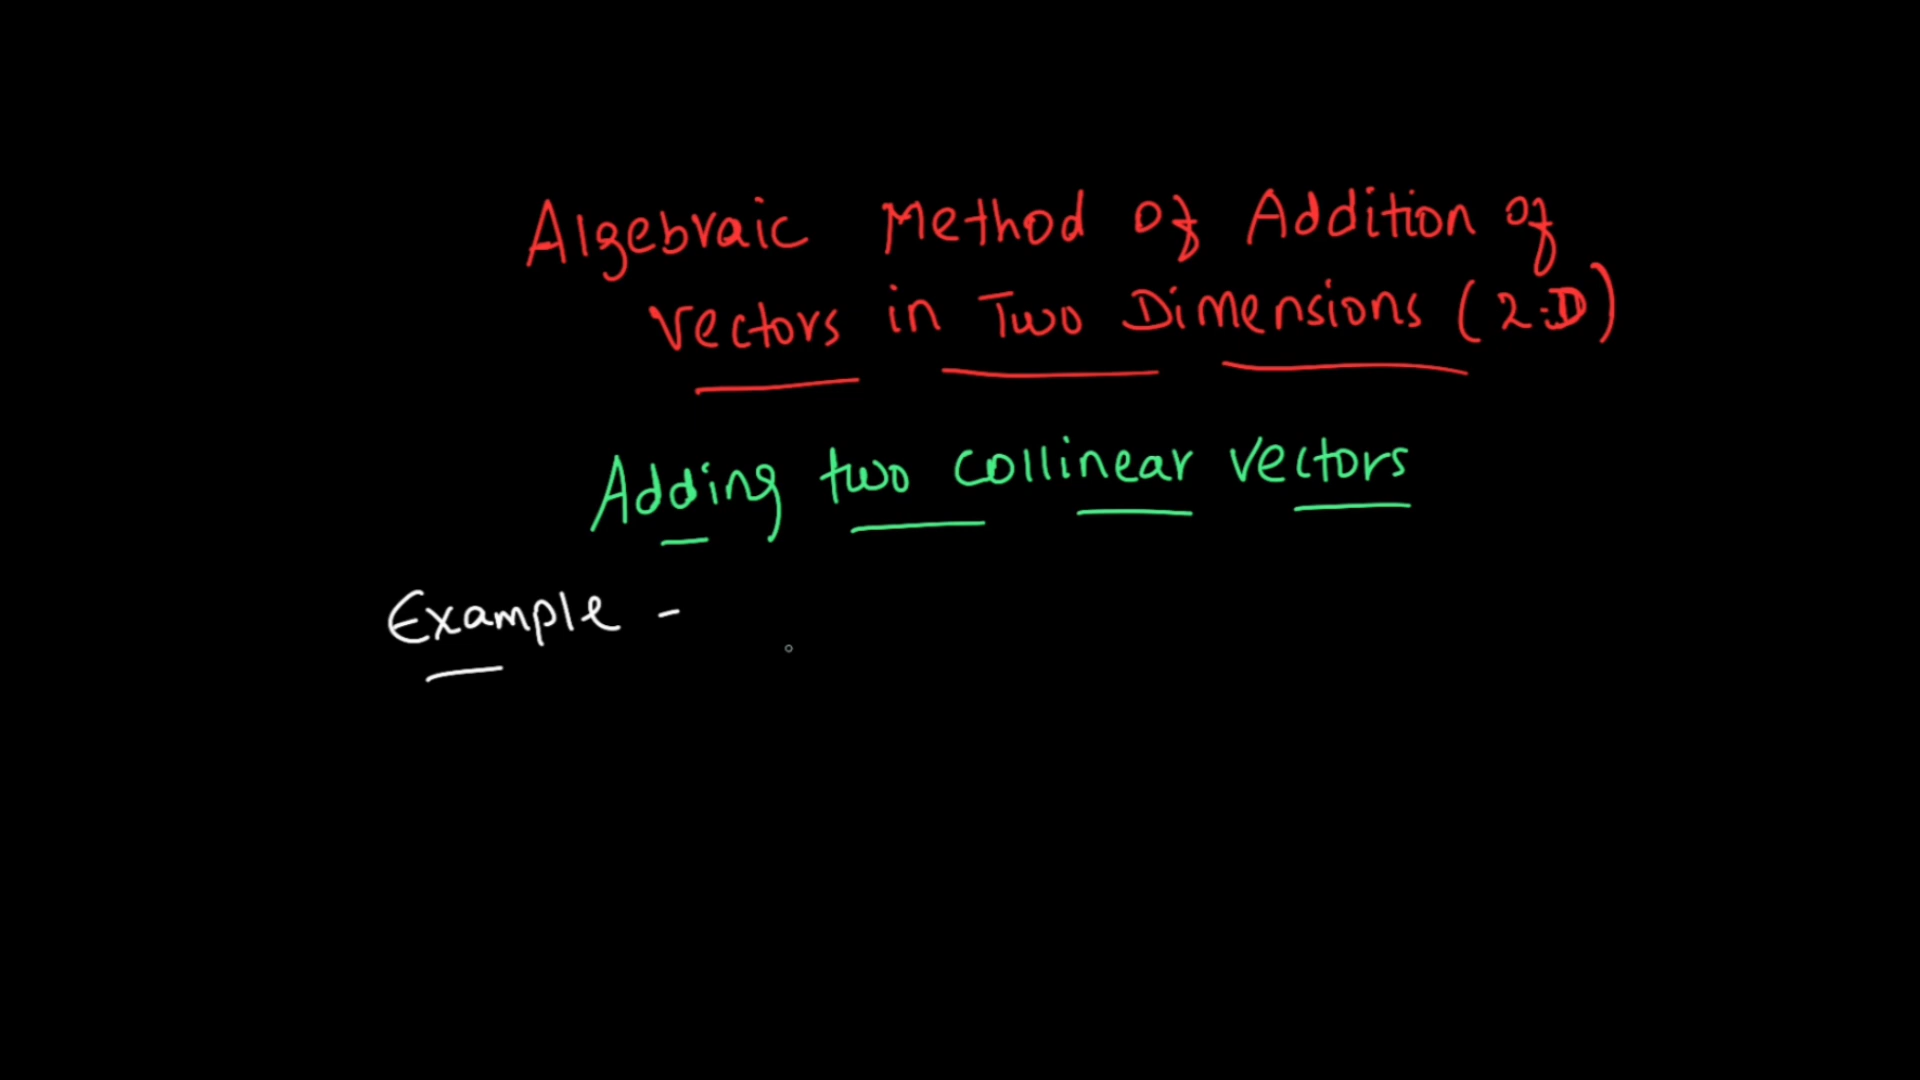 Algebraic Method of Addition of
Vectors in Two Dimensions (2-D)
Adding two collinear vectors
Example -